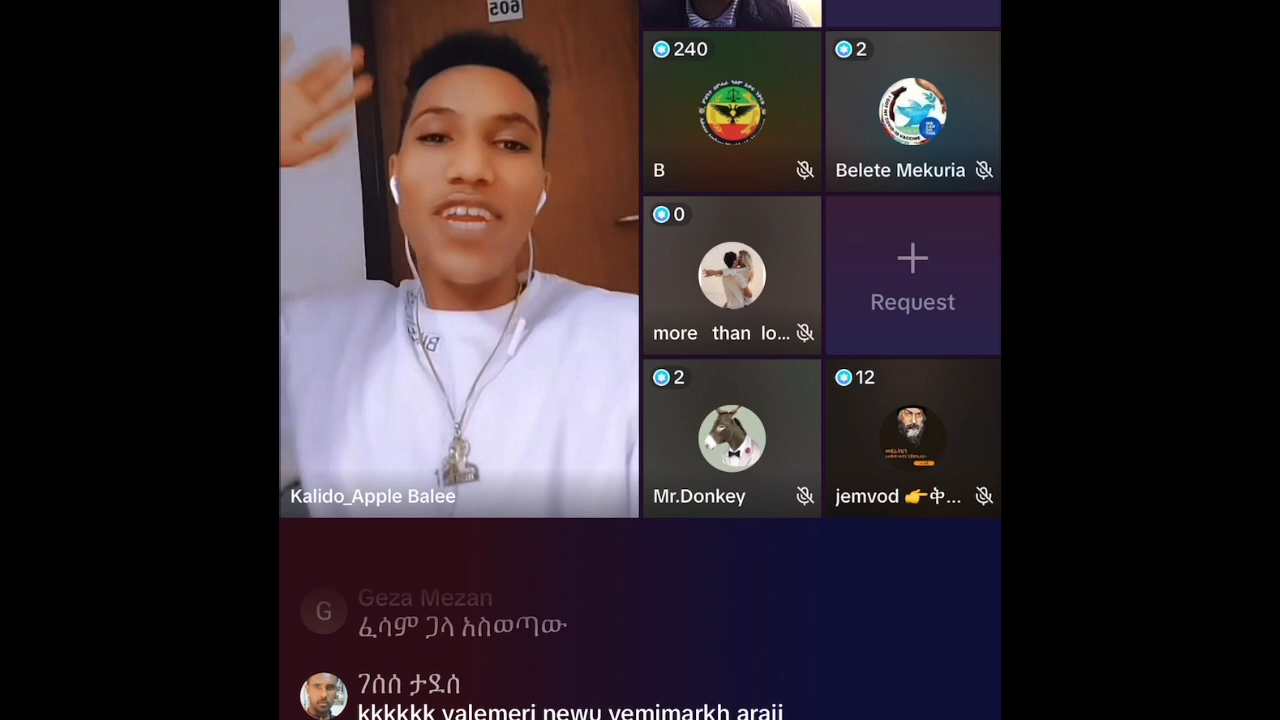 605
240
2
B
Belete Mekuria
0
Request
more than lo...
2
12
Mr.Donkey
jemvod 👉ቅ...
Kalido_Apple Balee
G
Geza Mezan
ፈሳም ጋላ አስወጣው
ገሰሰ ታደሰ
kkkkkk yalemeri newu yemimarkh araji